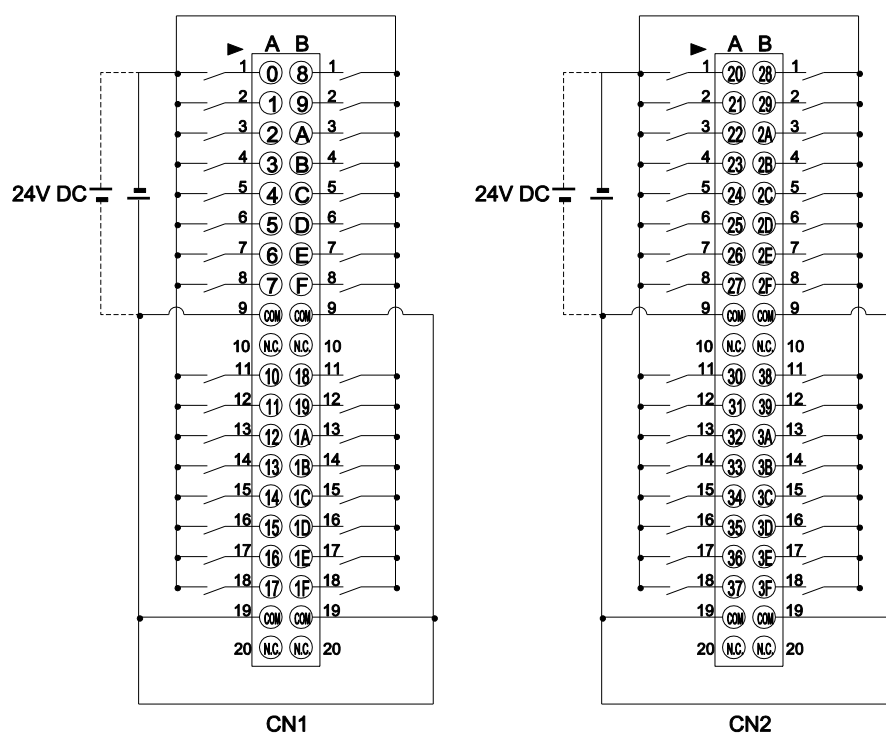 A B A B
1 0 8 1 1 20 28 1
2 1 9 2 2 21 29 2
3 2 A 3 3 22 2A 3
4 3 B 4 4 23 2B 4
24V DC 5 4 C 5 24V DC 5 24 2C 5
6 5 D 6 6 25 2D 6
7 6 E 7 7 26 2E 7
8 7 F 8 8 27 2F 8
9 COM COM 9 9 COM COM 9
10 N.C. N.C. 10 10 N.C. N.C. 10
11 10 18 11 11 30 38 11
12 11 19 12 12 31 39 12
13 12 1A 13 13 32 3A 13
14 13 1B 14 14 33 3B 14
15 14 1C 15 15 34 3C 15
16 15 1D 16 16 35 3D 16
17 16 1E 17 17 36 3E 17
18 17 1F 18 18 37 3F 18
19 COM COM 19 19 COM COM 19
20 N.C. N.C. 20 20 N.C. N.C. 20
CN1 CN2